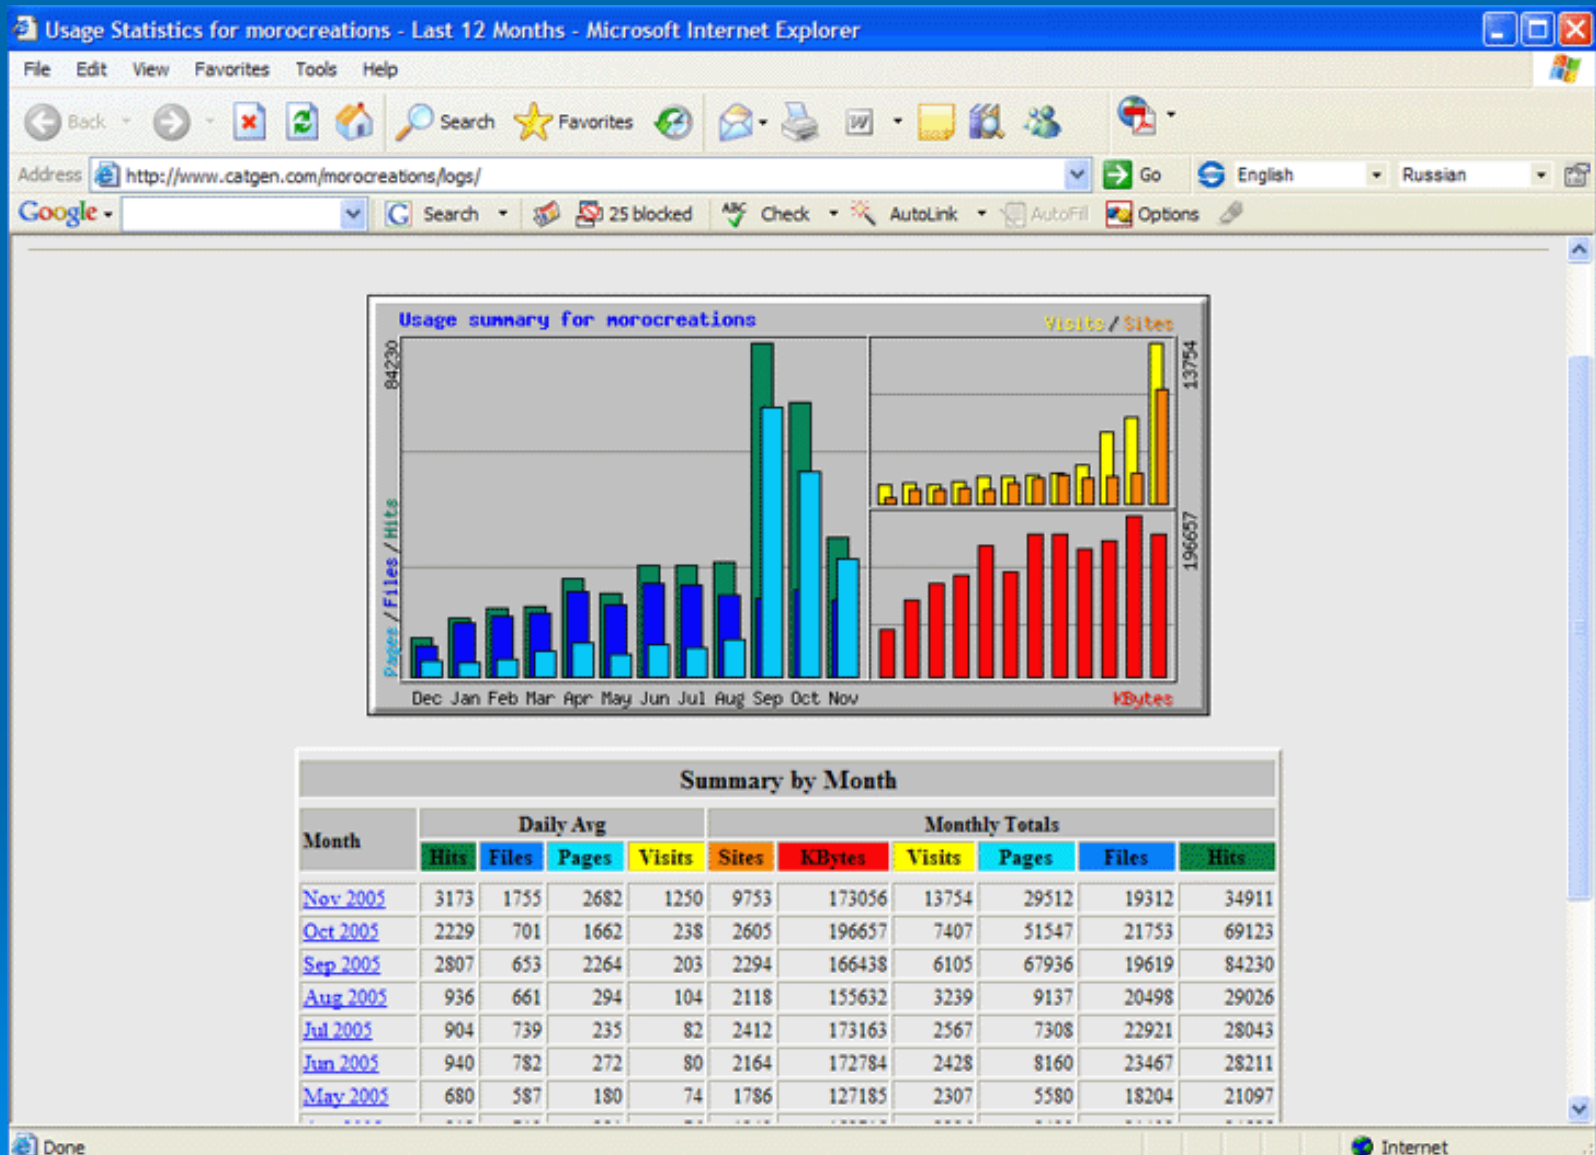 Usage Statistics for morocreations - Last 12 Months - Microsoft Internet Explorer
File Edit View Favorites Tools Help
Back Search Favorites
Address http://www.catgen.com/morocreations/logs/ Go English Russian
Google Search 25 blocked ABC Check AutoLink AutoFill Options
Usage summary for morocreations Visits / Sites
84230
13754
Pages / Files / Hits
196657
Dec Jan Feb Mar Apr May Jun Jul Aug Sep Oct Nov KBytes
Summary by Month
Month Daily Avg Monthly Totals
Hits Files Pages Visits Sites KBytes Visits Pages Files Hits
Nov 2005 3173 1755 2682 1250 9753 173056 13754 29512 19312 34911
Oct 2005 2229 701 1662 238 2605 196657 7407 51547 21753 69123
Sep 2005 2807 653 2264 203 2294 166438 6105 67936 19619 84230
Aug 2005 936 661 294 104 2118 155632 3239 9137 20498 29026
Jul 2005 904 739 235 82 2412 173163 2567 7308 22921 28043
Jun 2005 940 782 272 80 2164 172784 2428 8160 23467 28211
May 2005 680 587 180 74 1786 127185 2307 5580 18204 21097
Done Internet